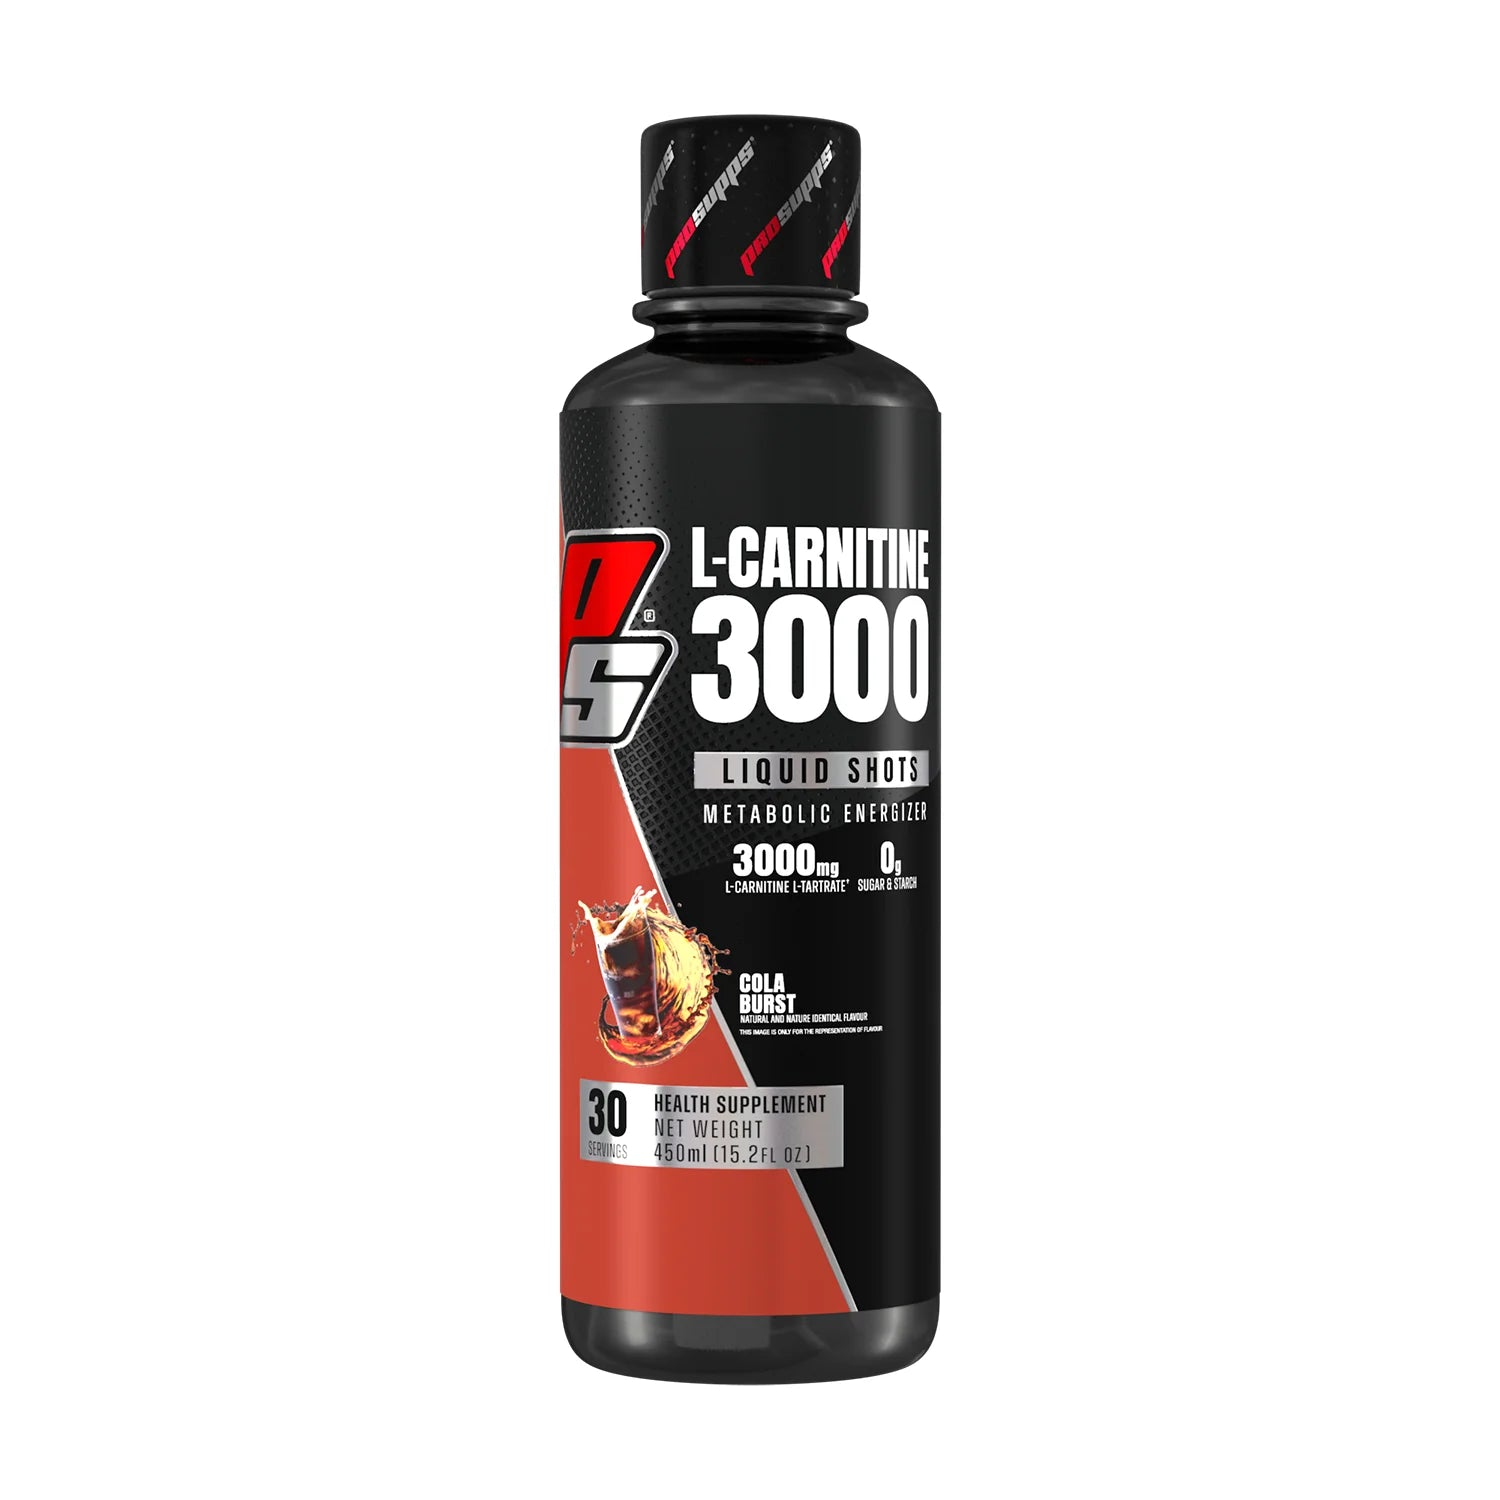 PROSUPPS
PROSUPPS
PROSUPPS
PROSUPPS
PS®
L-CARNITINE
3000
LIQUID SHOTS
METABOLIC ENERGIZER
3000mg 0g
L-CARNITINE L-TARTRATE† SUGAR & STARCH
COLA
BURST
NATURAL AND NATURE IDENTICAL FLAVOUR
THIS IMAGE IS ONLY FOR THE REPRESENTATION OF FLAVOUR
30 HEALTH SUPPLEMENT
SERVINGS NET WEIGHT
450ml (15.2FL OZ)